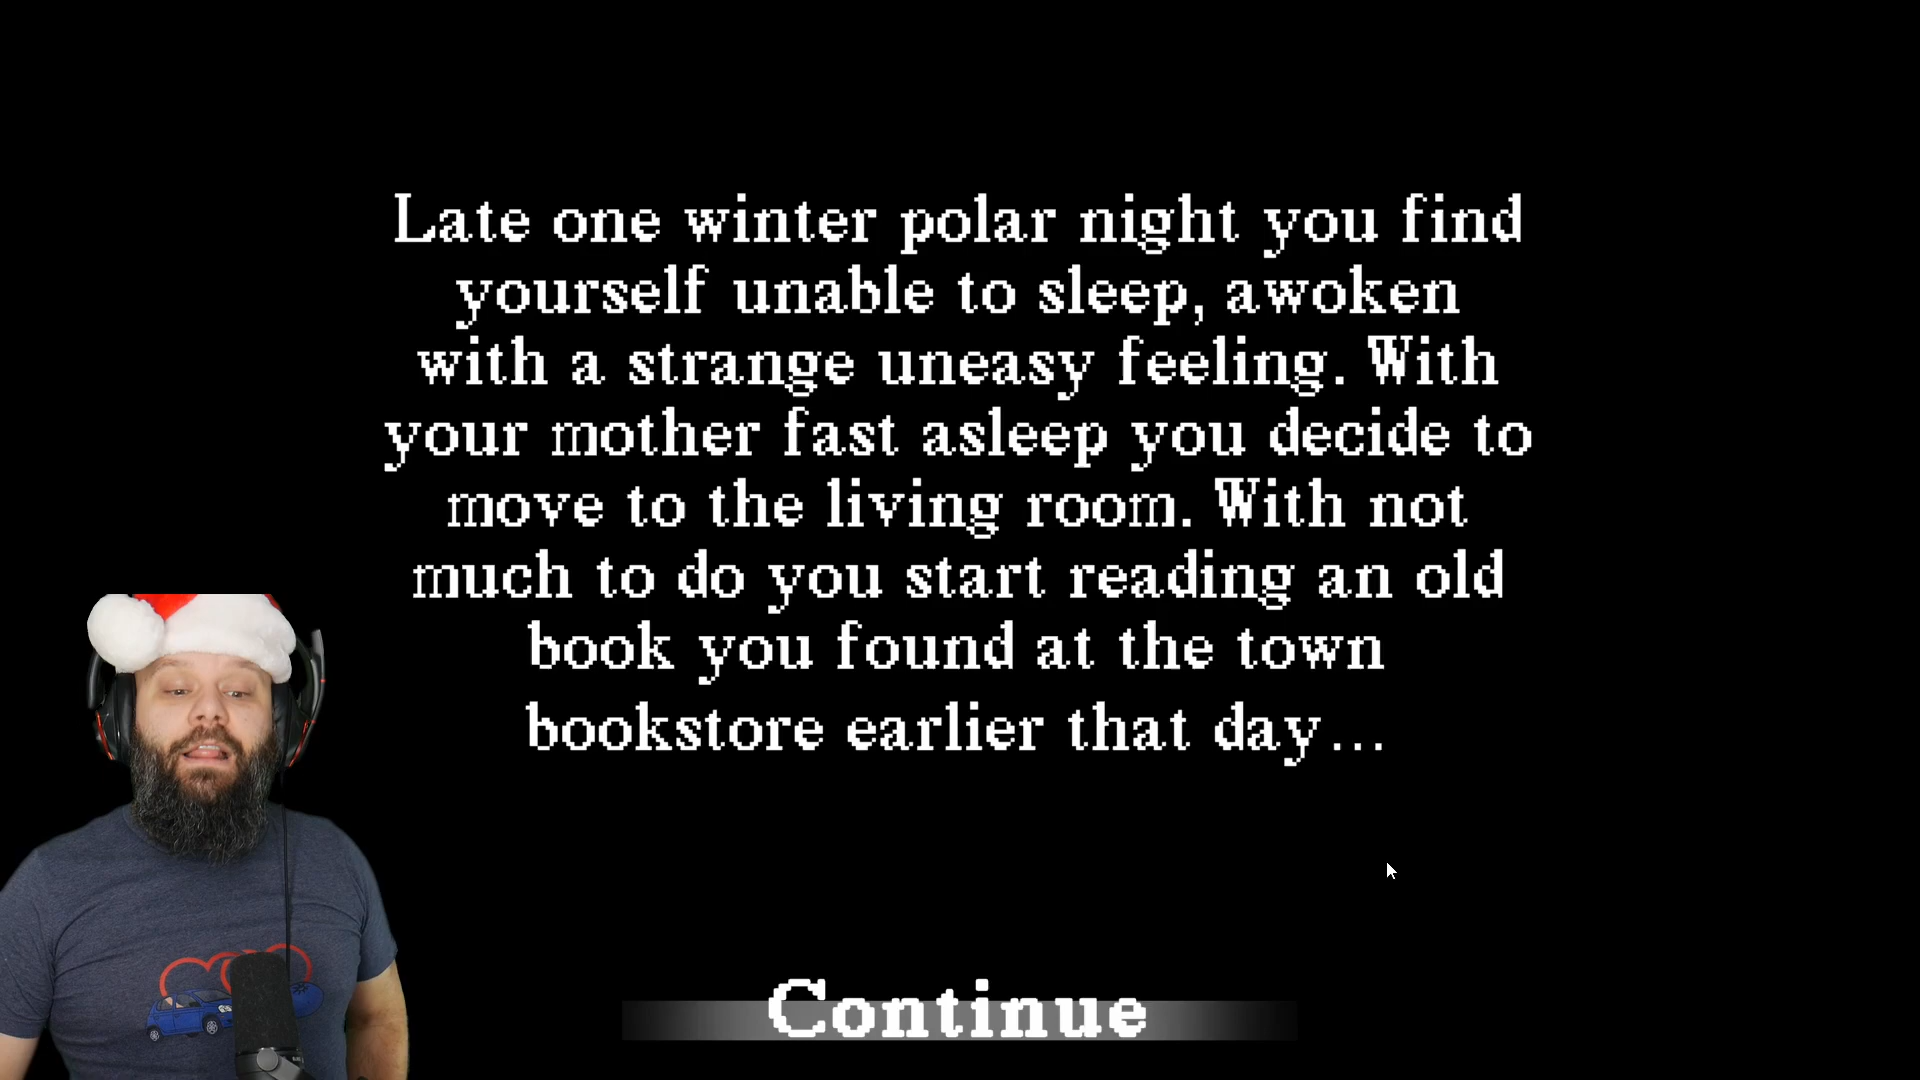 Late one winter polar night you find
yourself unable to sleep, awoken
with a strange uneasy feeling. With
your mother fast asleep you decide to
move to the living room. With not
much to do you start reading an old
book you found at the town
bookstore earlier that day...
Continue